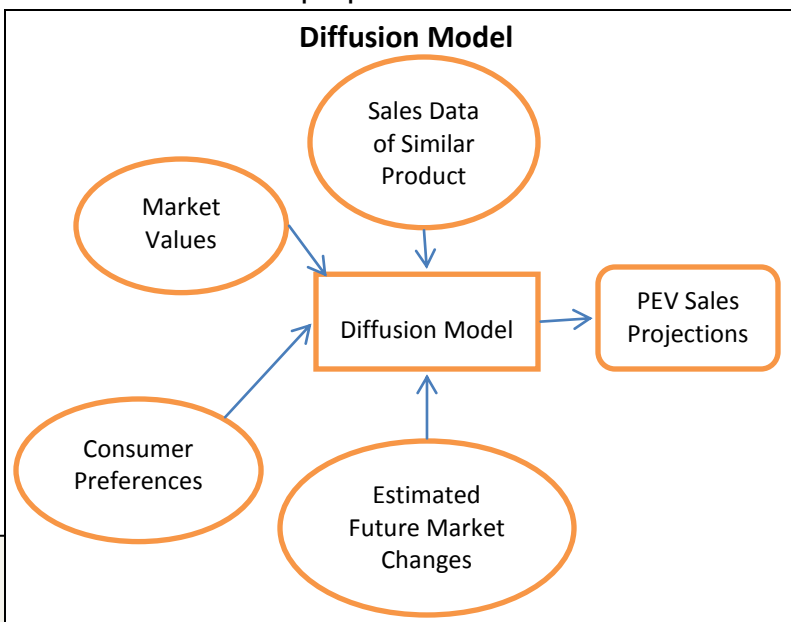 Diffusion Model
Sales Data
of Similar
Product
Market
Values
Diffusion Model
PEV Sales
Projections
Consumer
Preferences
Estimated
Future Market
Changes